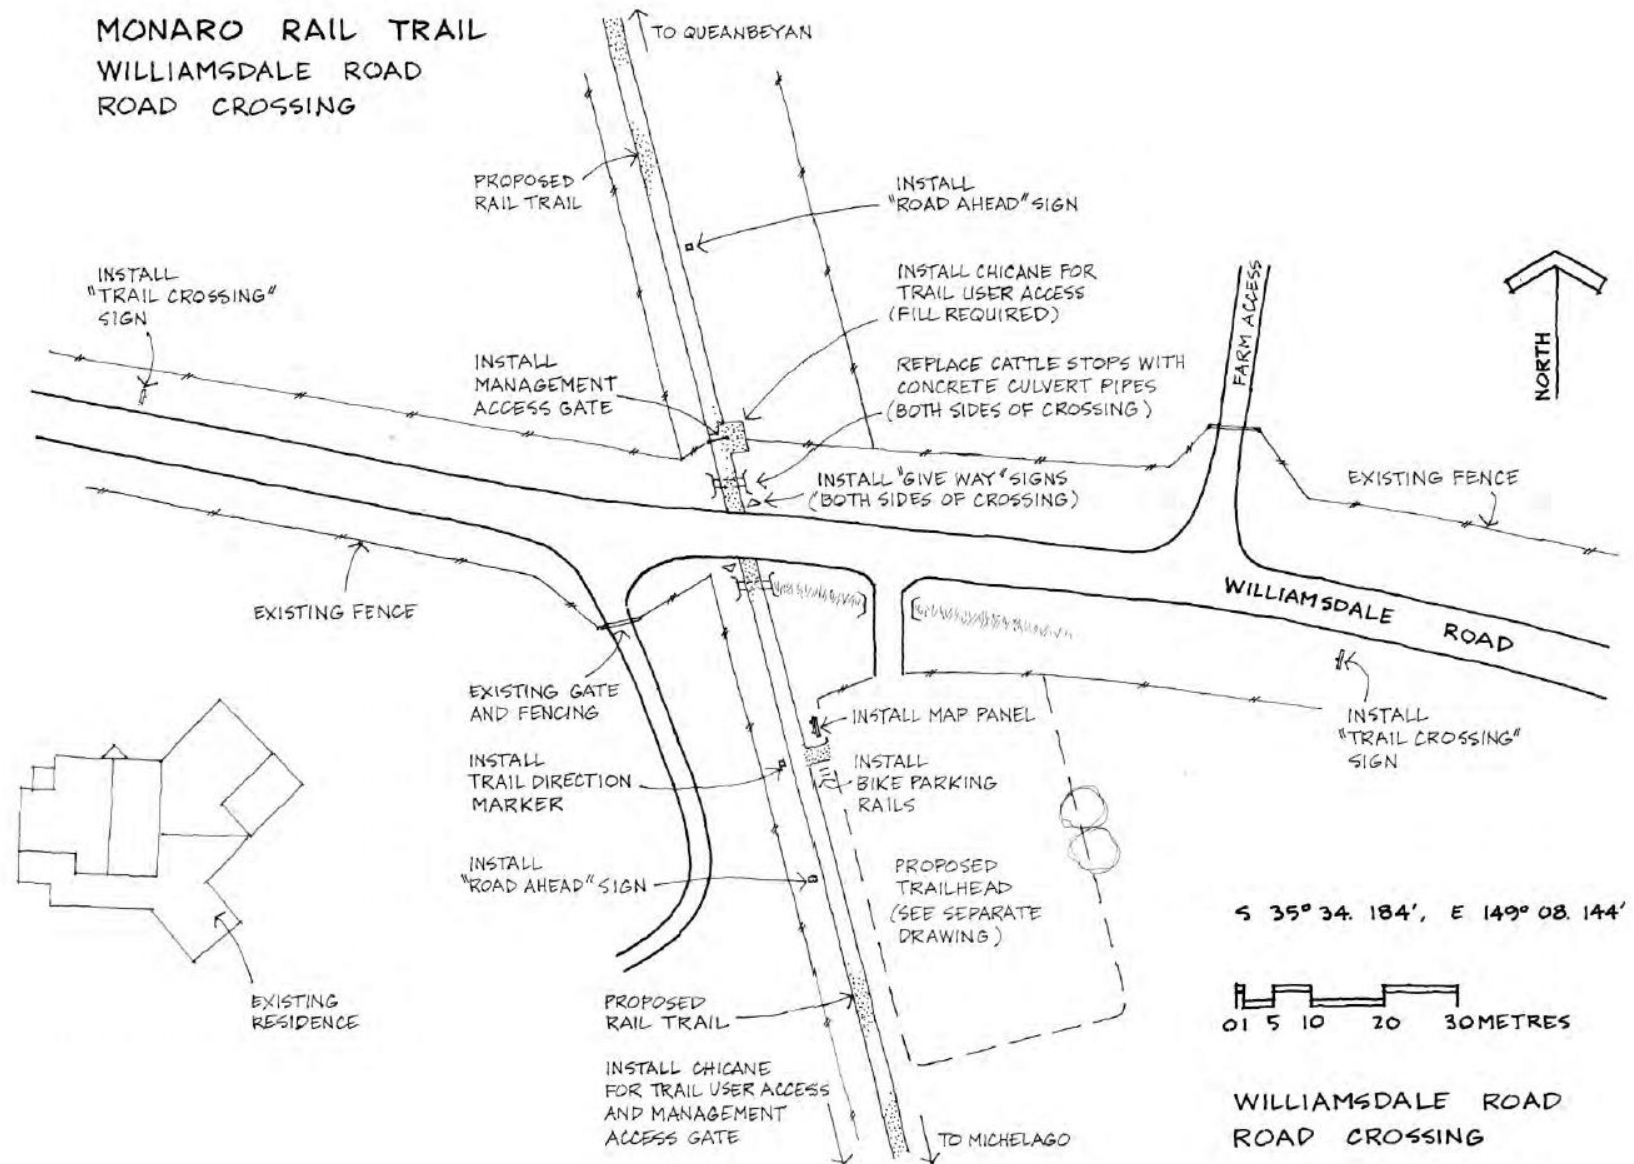 MONARO RAIL TRAIL
WILLIAMSDALE ROAD
ROAD CROSSING
TO QUEANBEYAN
PROPOSED
RAIL TRAIL
INSTALL
"ROAD AHEAD" SIGN
INSTALL
"TRAIL CROSSING"
SIGN
INSTALL CHICANE FOR
TRAIL USER ACCESS
(FILL REQUIRED)
FARM ACCESS
NORTH
INSTALL
MANAGEMENT
ACCESS GATE
REPLACE CATTLE STOPS WITH
CONCRETE CULVERT PIPES
(BOTH SIDES OF CROSSING)
INSTALL "GIVE WAY" SIGNS
(BOTH SIDES OF CROSSING)
EXISTING FENCE
EXISTING FENCE
WILLIAMSDALE ROAD
EXISTING GATE
AND FENCING
INSTALL MAP PANEL
INSTALL
"TRAIL CROSSING"
SIGN
INSTALL
TRAIL DIRECTION
MARKER
INSTALL
BIKE PARKING
RAILS
INSTALL
"ROAD AHEAD" SIGN
PROPOSED
TRAILHEAD
(SEE SEPARATE
DRAWING)
S 35° 34. 184', E 149° 08. 144'
EXISTING
RESIDENCE
PROPOSED
RAIL TRAIL
0 1 5 10 20 30 METRES
INSTALL CHICANE
FOR TRAIL USER ACCESS
AND MANAGEMENT
ACCESS GATE
TO MICHELAGO
WILLIAMSDALE ROAD
ROAD CROSSING